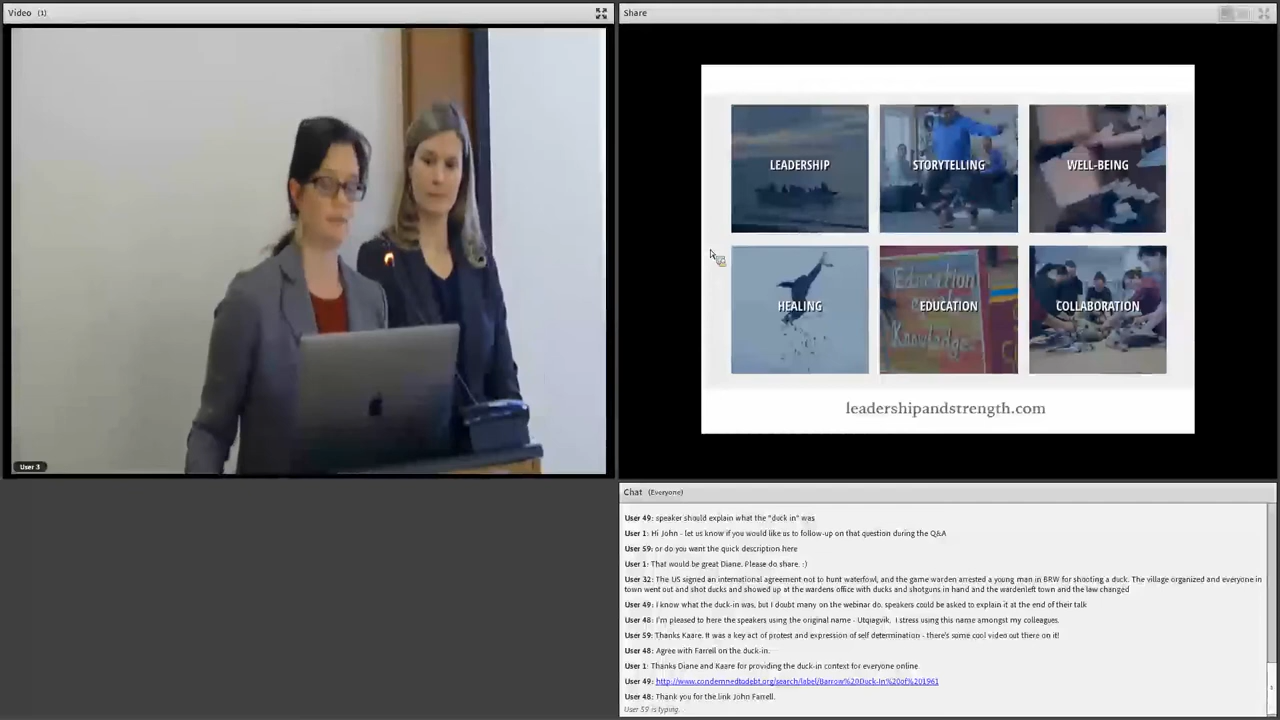 Video (1)
User 3
Share
LEADERSHIP
STORYTELLING
WELL-BEING
HEALING
Education
Knowledge
EDUCATION
COLLABORATION
leadershipandstrength.com
Chat (Everyone)
User 49: speaker should explain what the "duck in" was
User 1: Hi John - let us know if you would like us to follow-up on that question during the Q&A
User 59: or do you want the quick description here
User 1: That would be great Diane. Please do share. :)
User 32: The US signed an international agreement not to hunt waterfowl, and the game warden arrested a young man in BRW for shooting a duck. The village organized and everyone in
town went out and shot ducks and showed up at the wardens office with ducks and shotguns in hand and the wardenleft town and the law changed
User 49: I know what the duck-in was, but I doubt many on the webinar do. speakers could be asked to explain it at the end of their talk
User 48: I'm pleased to here the speakers using the original name - Utqiagvik. I stress using this name amongst my colleagues.
User 59: Thanks Kaare. It was a key act of protest and expression of self determination - there's some cool video out there on it!
User 48: Agree with Farrell on the duck-in.
User 1: Thanks Diane and Kaare for providing the duck-in context for everyone online
User 49: http://www.condemnedtodebt.org/search/label/Barrow%20Duck-In%20of%201961
User 48: Thank you for the link John Farrell.
User 59 is typing.